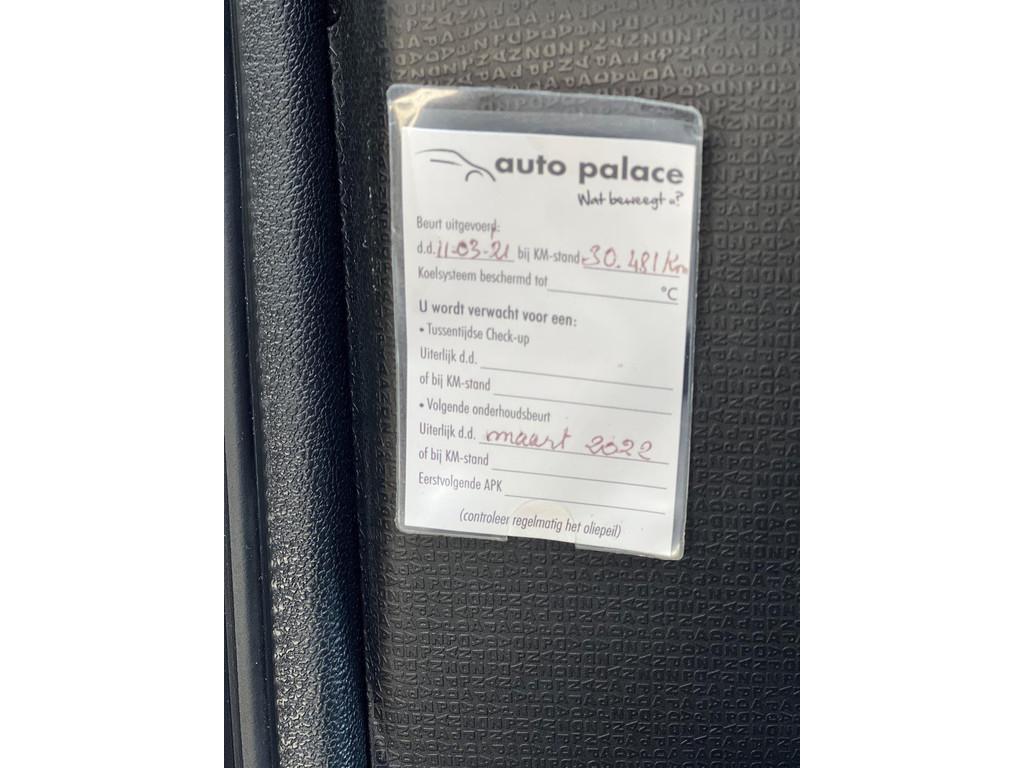 auto palace
Wat beweegt u?
Beurt uitgevoerd:
d.d. 11-03-21 bij KM-stand 30.481 Km
Koelsysteem beschermd tot °C
U wordt verwacht voor een:
• Tussentijdse Check-up
Uiterlijk d.d.
of bij KM-stand
• Volgende onderhoudsbeurt
Uiterlijk d.d. maart 2022
of bij KM-stand
Eerstvolgende APK
(controleer regelmatig het oliepeil)